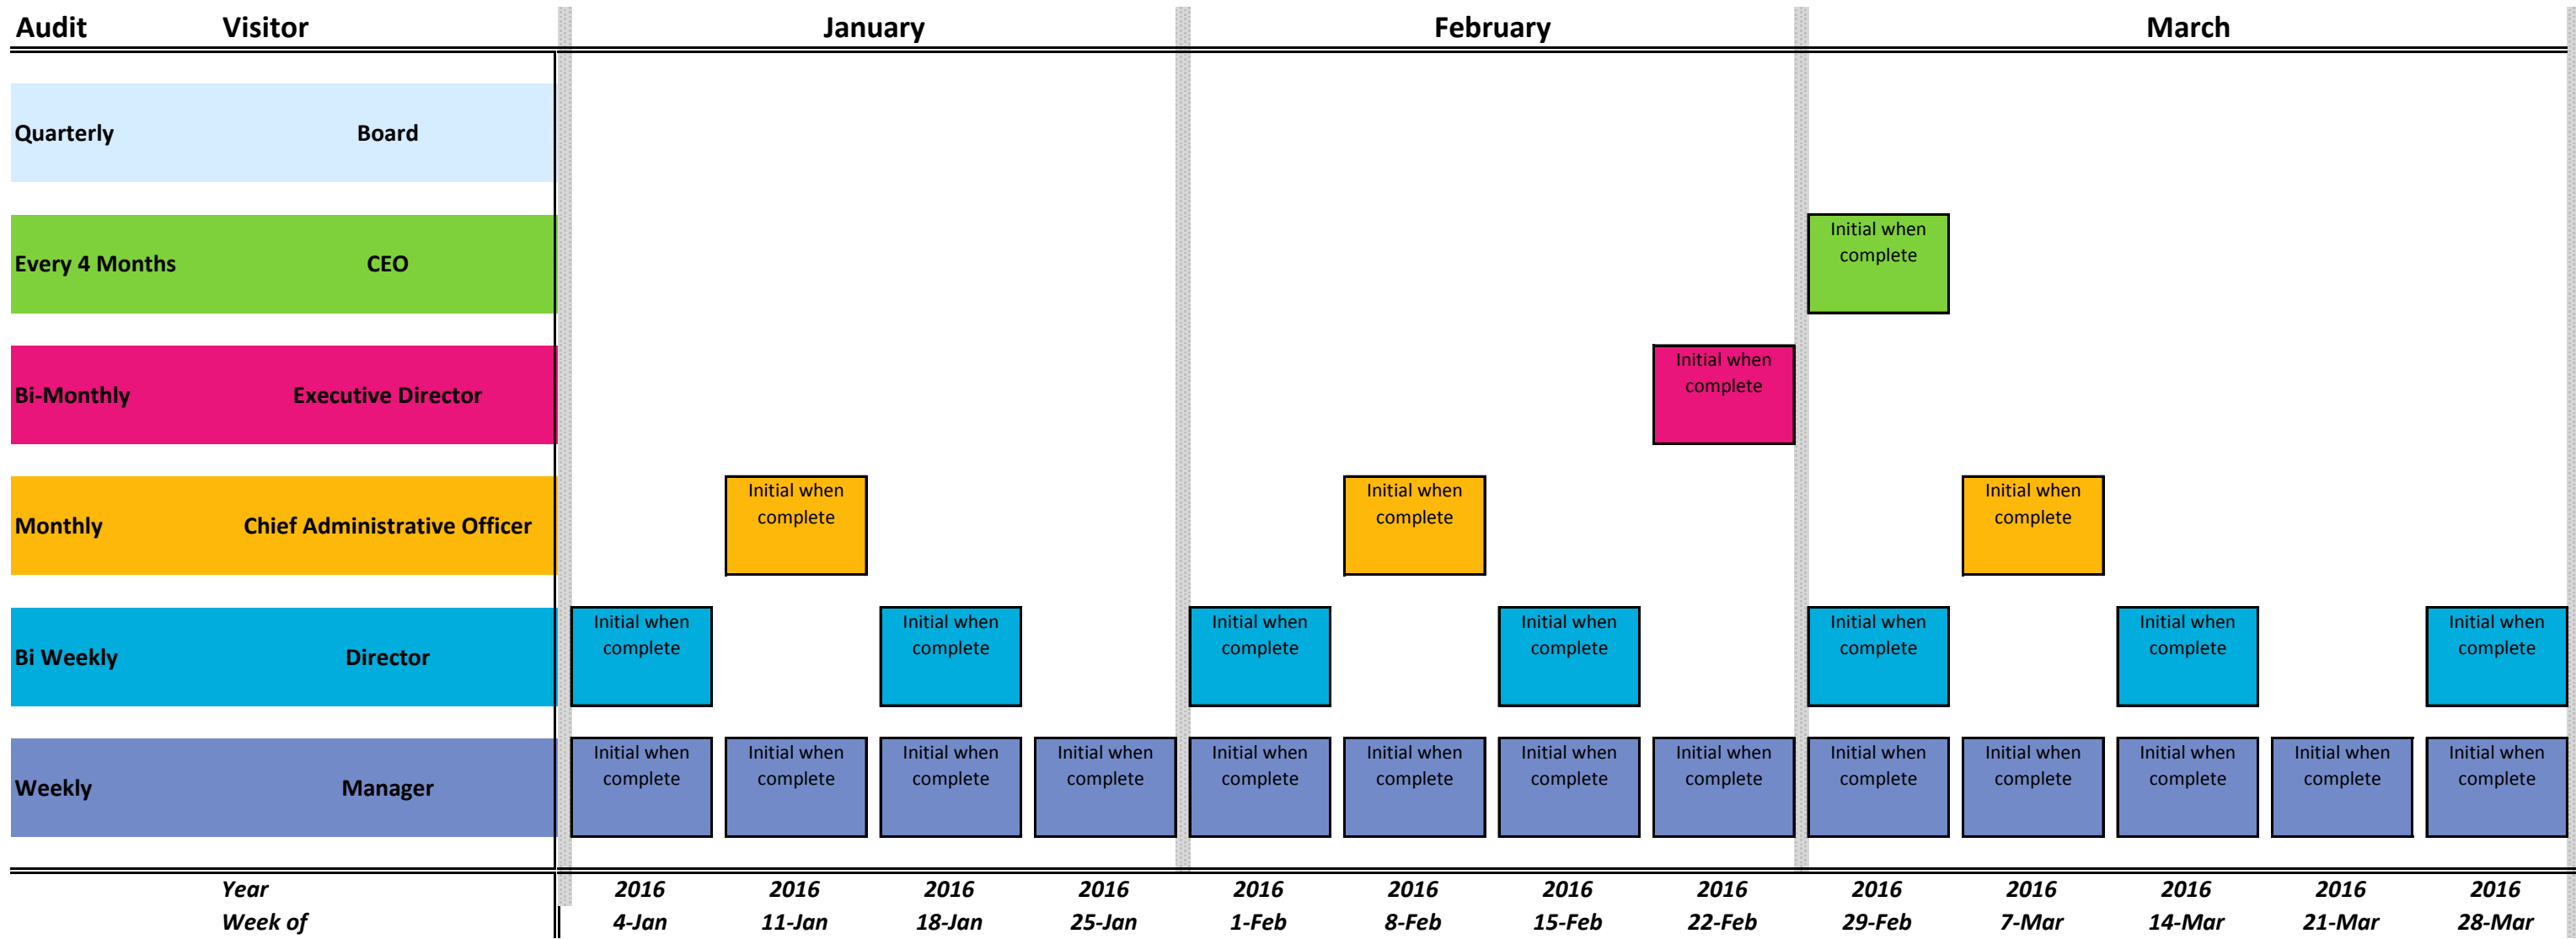 Audit Visitor January February March
Quarterly Board
Initial when
complete
Every 4 Months CEO
Initial when
complete
Bi-Monthly Executive Director
Initial when Initial when Initial when
complete complete complete
Monthly Chief Administrative Officer
Initial when Initial when Initial when Initial when Initial when Initial when Initial when
complete complete complete complete complete complete complete
Bi Weekly Director
Initial when Initial when Initial when Initial when Initial when Initial when Initial when Initial when Initial when Initial when Initial when Initial when Initial when
complete complete complete complete complete complete complete complete complete complete complete complete complete
Weekly Manager
Year 2016 2016 2016 2016 2016 2016 2016 2016 2016 2016 2016 2016 2016
Week of 4-Jan 11-Jan 18-Jan 25-Jan 1-Feb 8-Feb 15-Feb 22-Feb 29-Feb 7-Mar 14-Mar 21-Mar 28-Mar